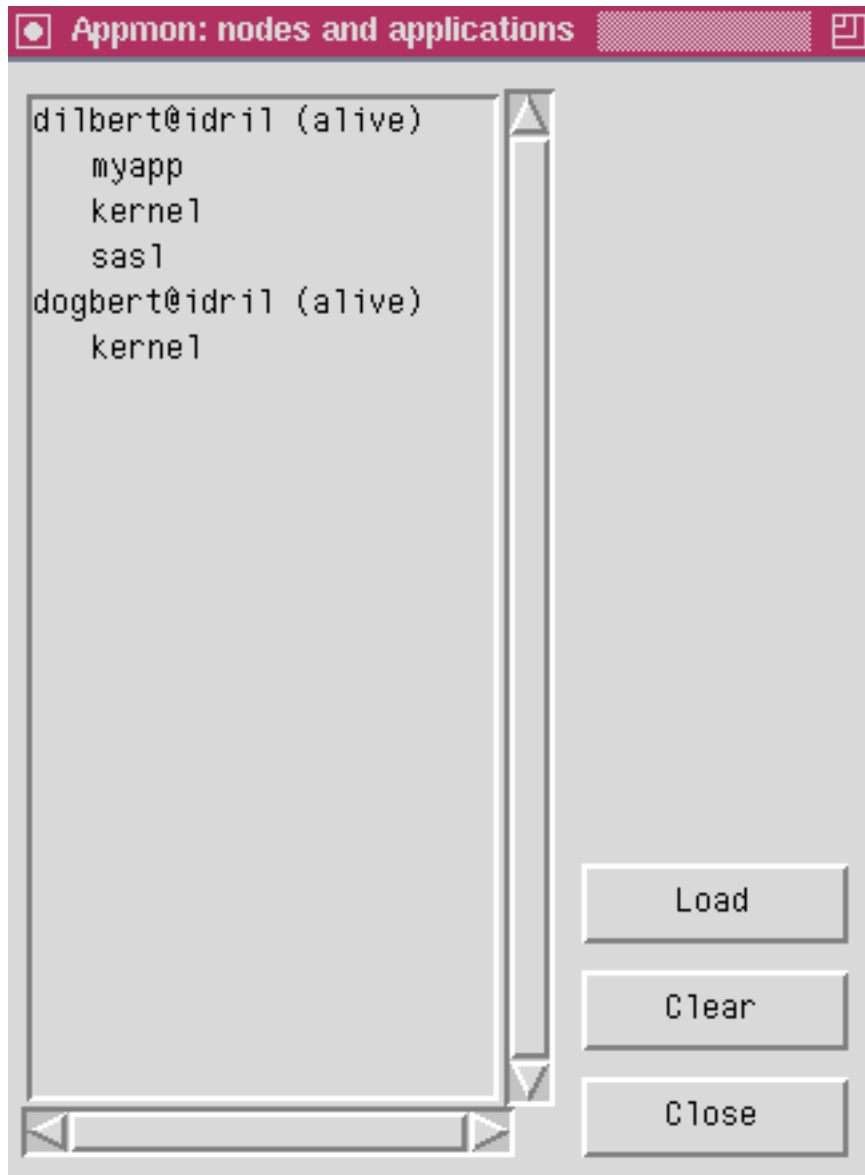 Appmon: nodes and applications
dilbert@idril (alive)
myapp
kernel
sasl
dogbert@idril (alive)
kernel
Load
Clear
Close